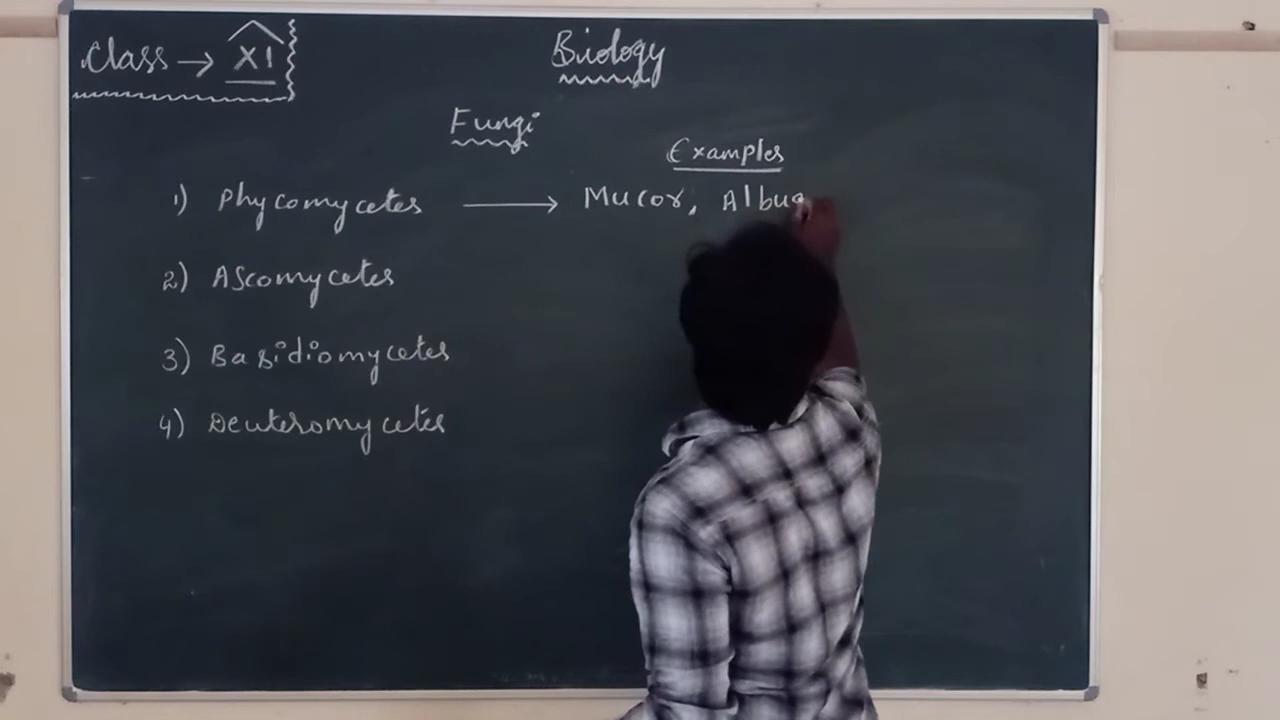 Class → XI
Biology
Fungi
Examples
1) Phycomycetes → Mucor, Albug
2) Ascomycetes
3) Basidiomycetes
4) Deuteromycetes